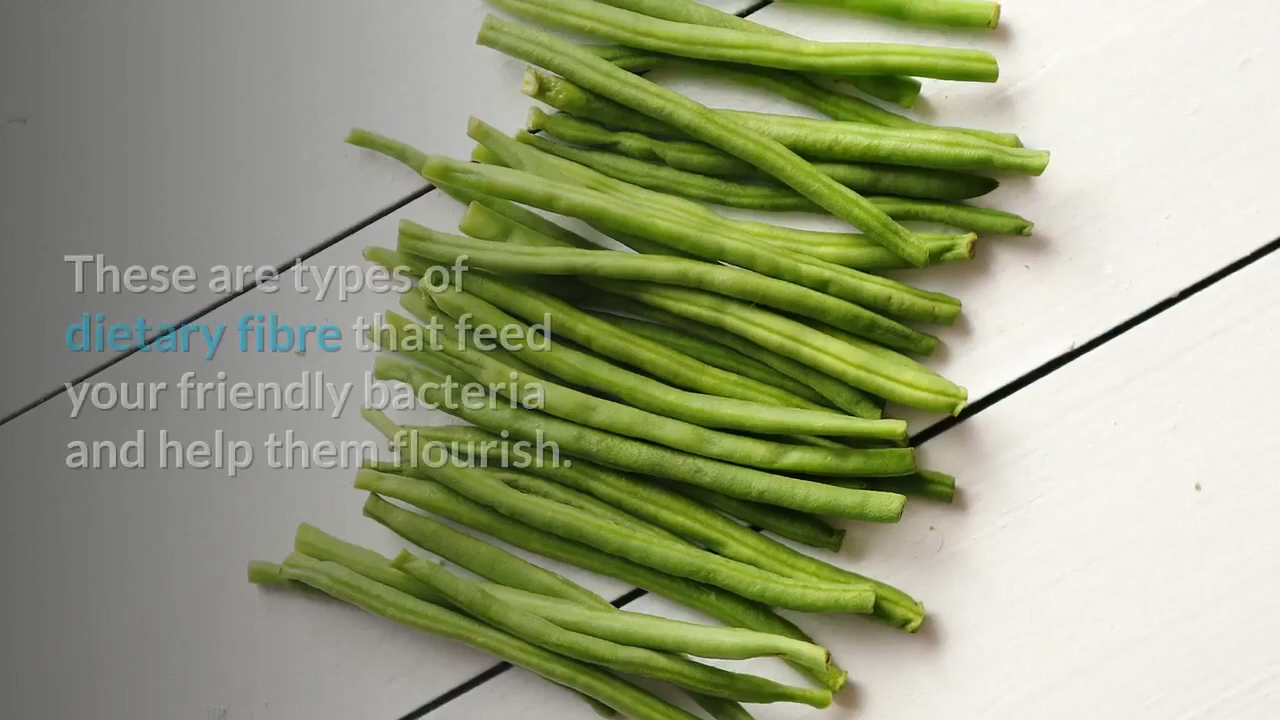 These are types of
dietary fibre that feed
your friendly bacteria
and help them flourish.